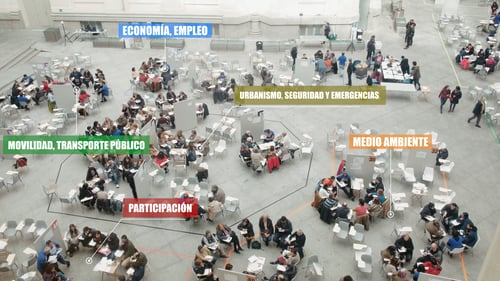 ECONOMÍA, EMPLEO
URBANISMO, SEGURIDAD Y EMERGENCIAS
MOVILIDAD, TRANSPORTE PÚBLICO
MEDIO AMBIENTE
PARTICIPACIÓN